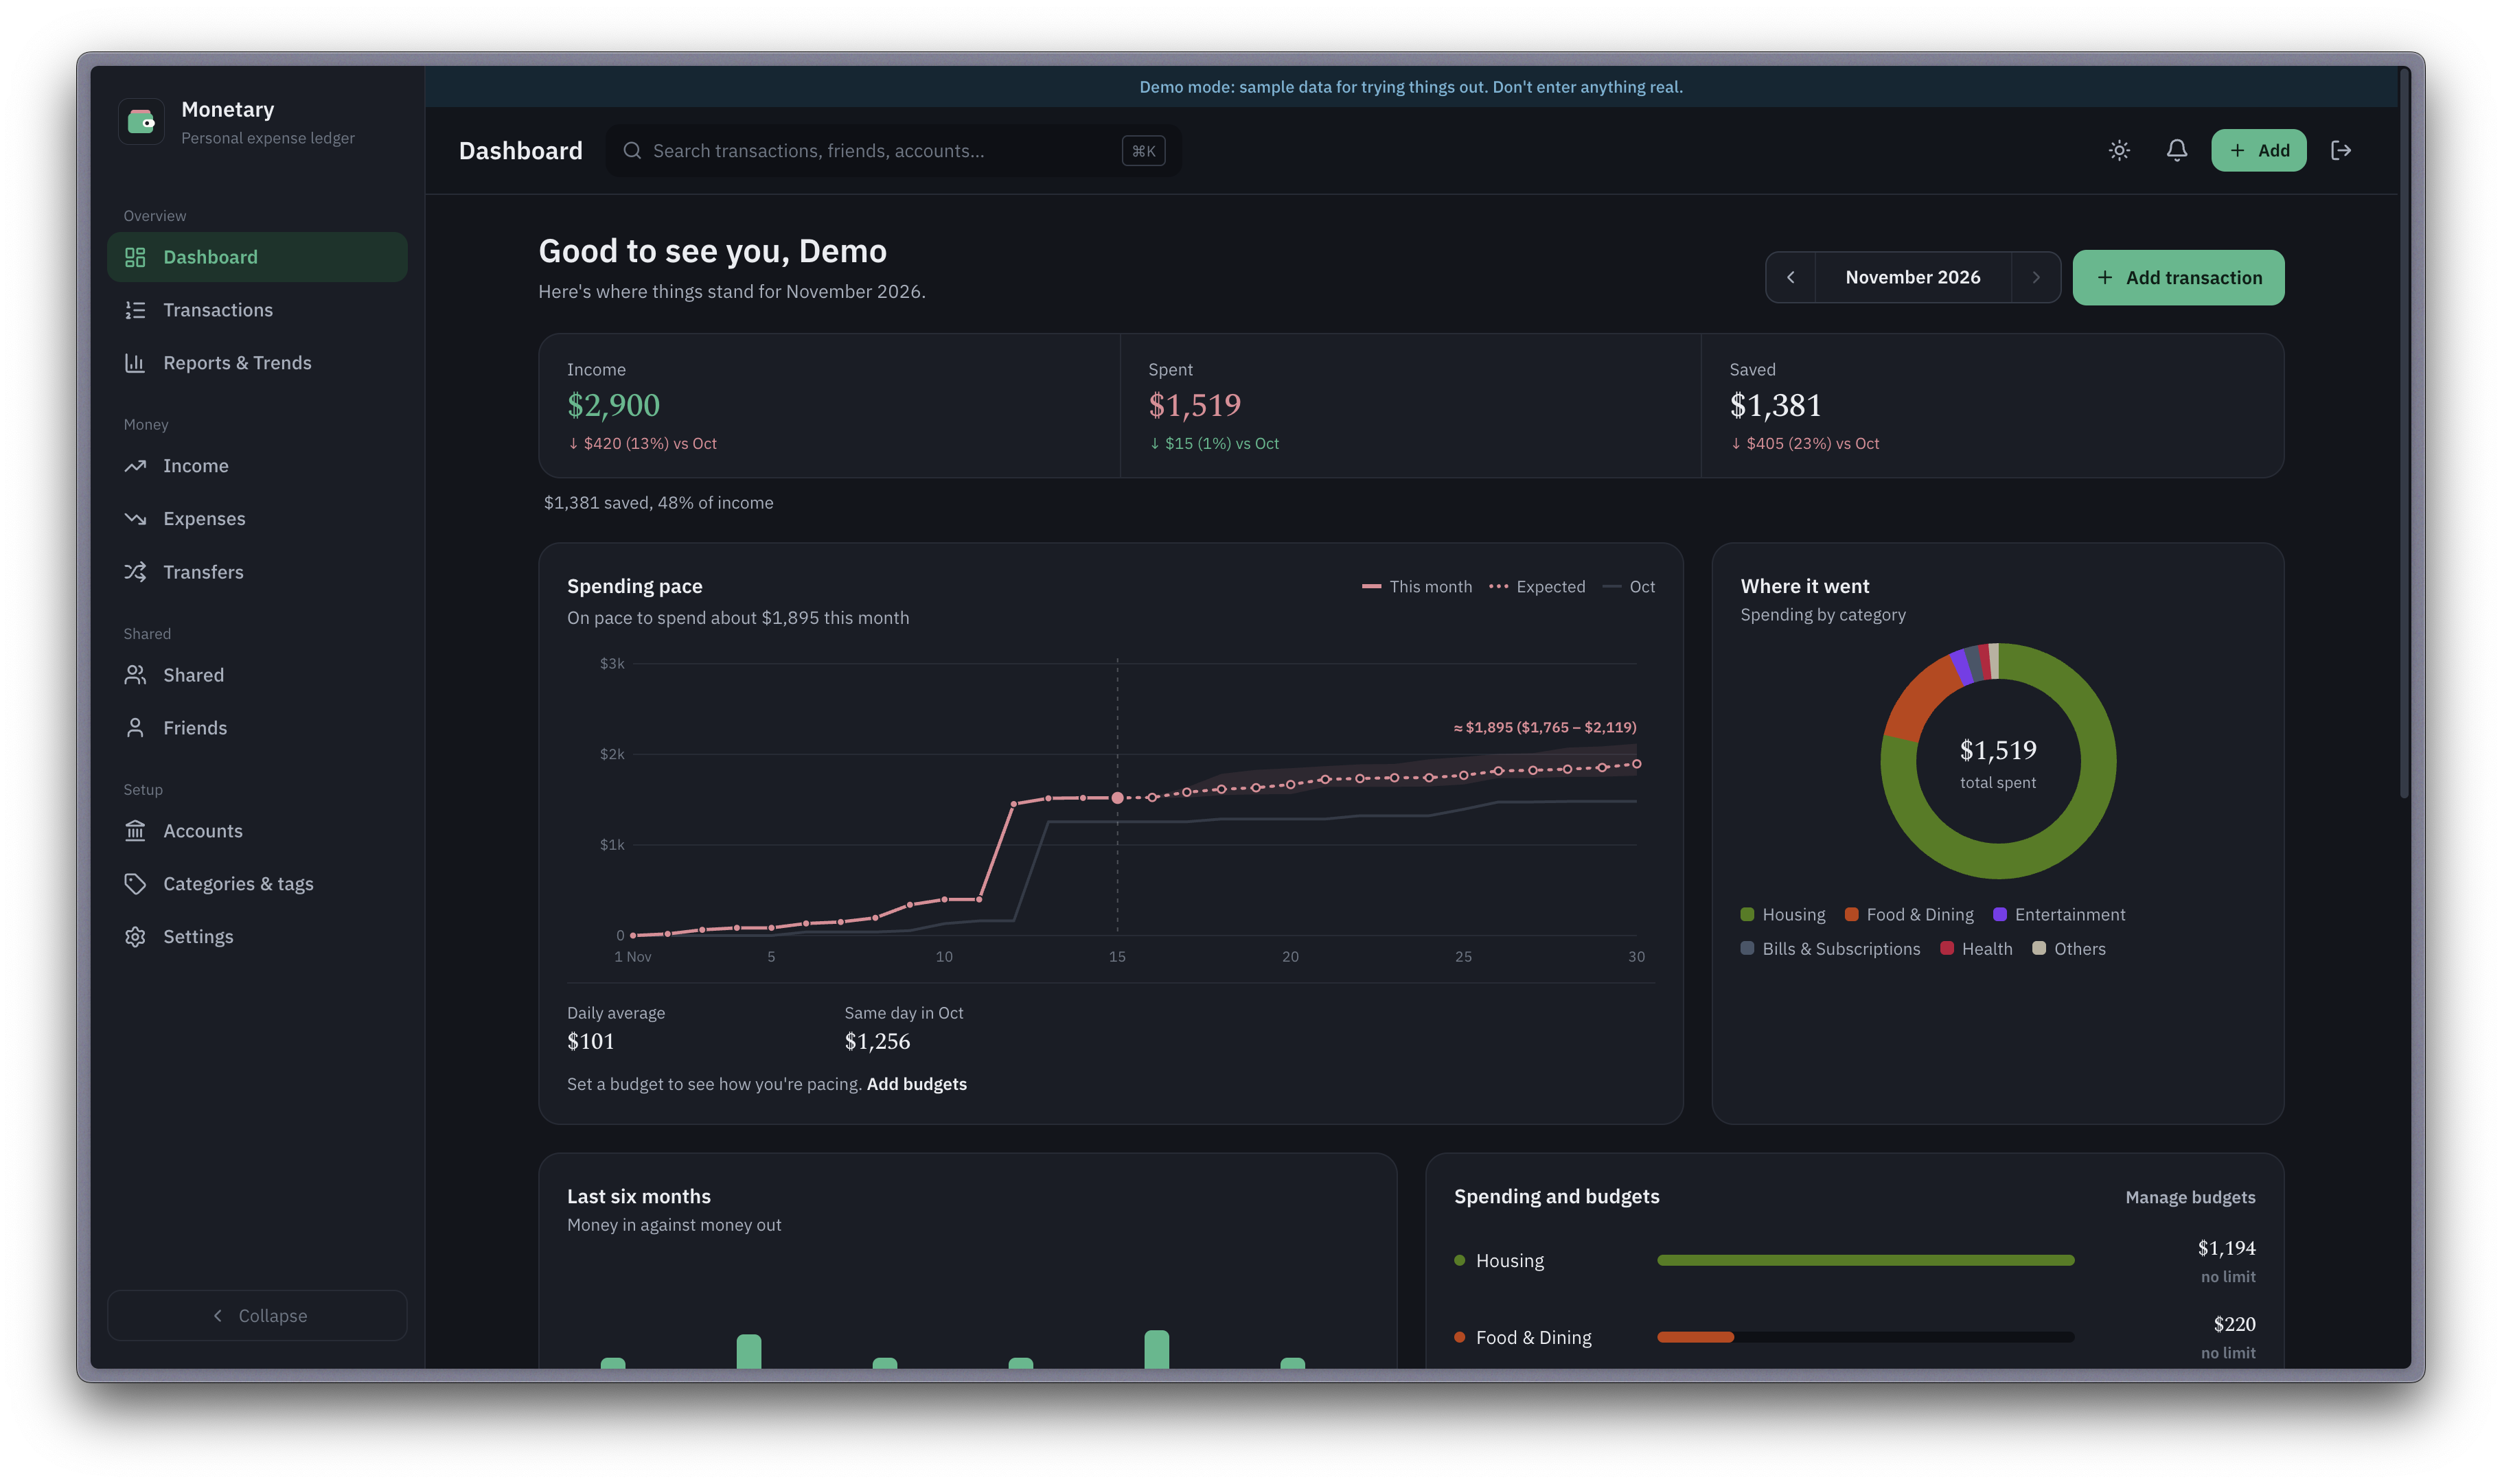 Monetary
Personal expense ledger
Overview
Dashboard
Transactions
Reports & Trends
Money
Income
Expenses
Transfers
Shared
Shared
Friends
Setup
Accounts
Categories & tags
Settings
Collapse
Demo mode: sample data for trying things out. Don't enter anything real.
Dashboard
Search transactions, friends, accounts...
⌘K
Add
Good to see you, Demo
Here's where things stand for November 2026.
November 2026
Add transaction
Income
$2,900
↓ $420 (13%) vs Oct
Spent
$1,519
↓ $15 (1%) vs Oct
Saved
$1,381
↓ $405 (23%) vs Oct
$1,381 saved, 48% of income
Spending pace
This month
Expected
Oct
On pace to spend about $1,895 this month
$3k
$2k
$1k
0
≈ $1,895 ($1,765 – $2,119)
1 Nov
5
10
15
20
25
30
Daily average
$101
Same day in Oct
$1,256
Set a budget to see how you're pacing. Add budgets
Where it went
Spending by category
$1,519
total spent
Housing
Food & Dining
Entertainment
Bills & Subscriptions
Health
Others
Last six months
Money in against money out
Spending and budgets
Manage budgets
Housing
$1,194
no limit
Food & Dining
$220
no limit